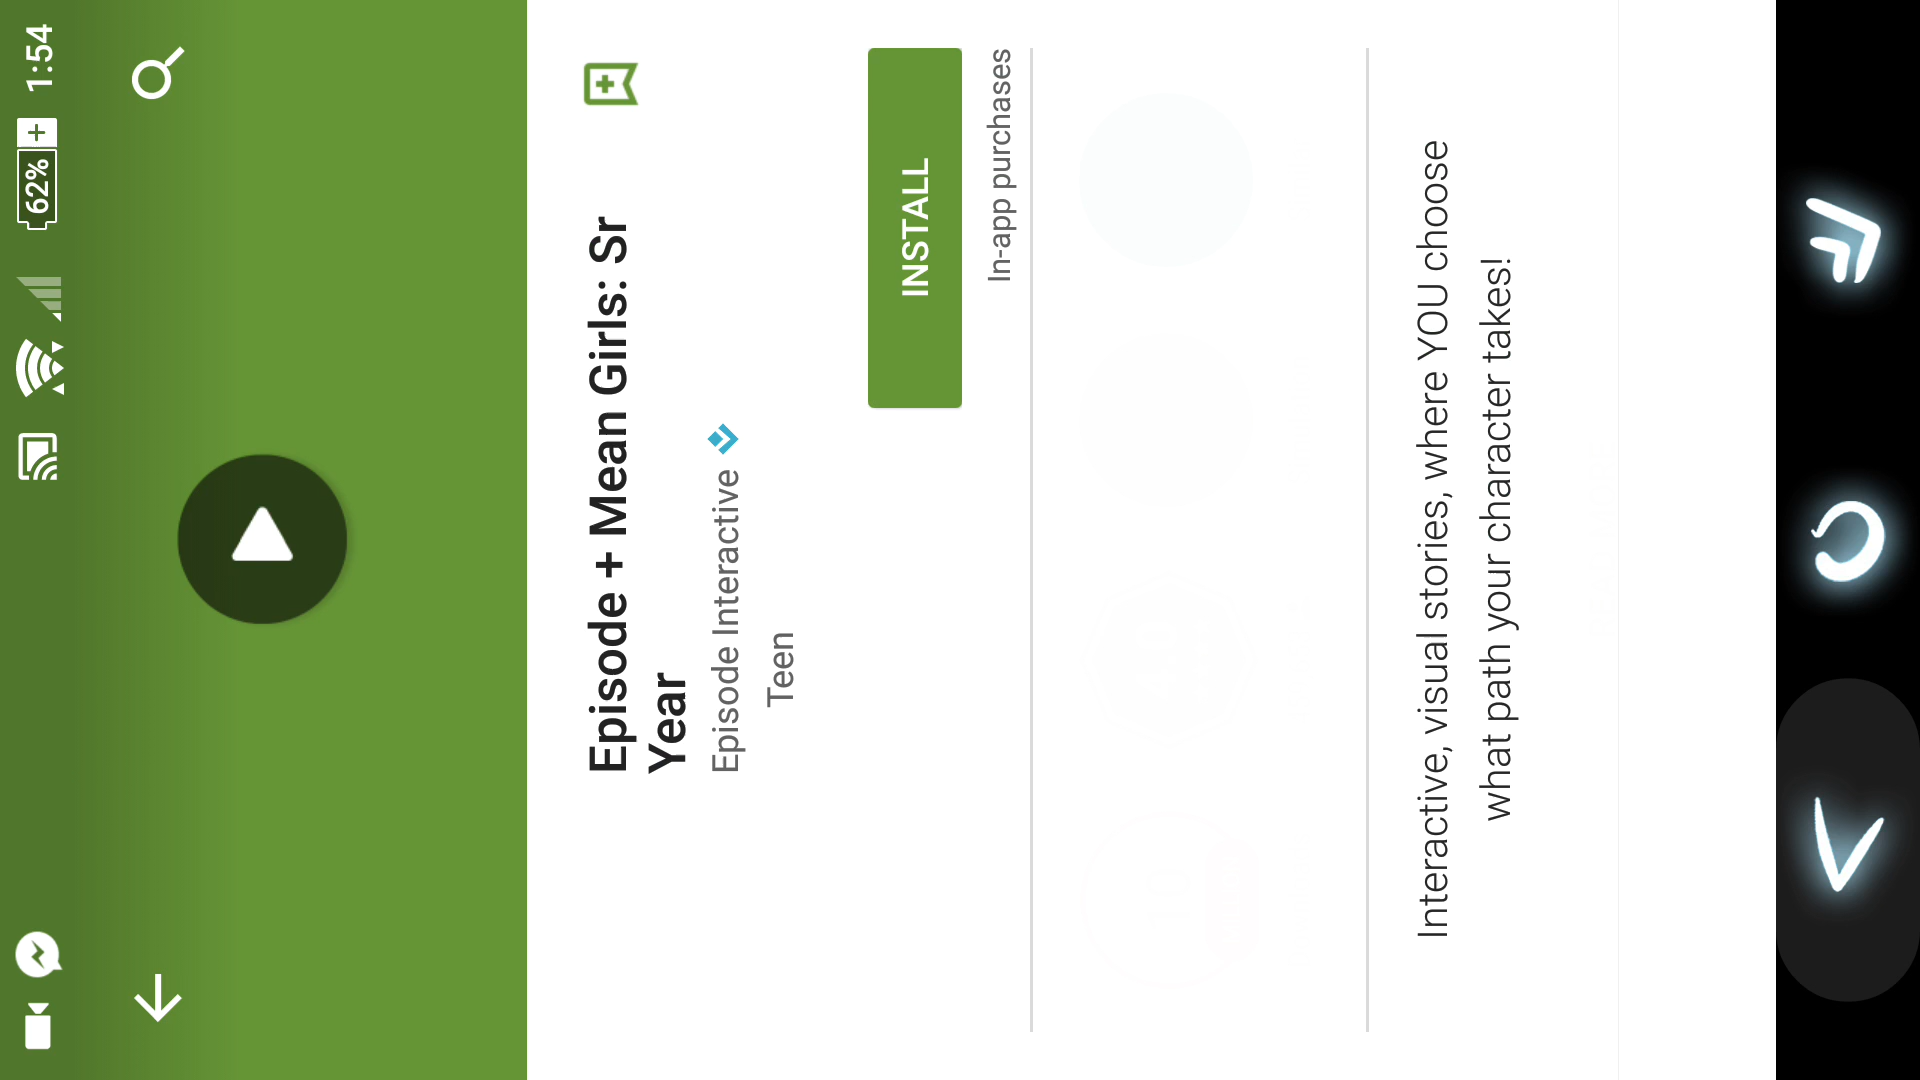 62% 1:54
Episode + Mean Girls: Sr
Year
Episode Interactive
Teen
INSTALL
In-app purchases
Interactive, visual stories, where YOU choose
what path your character takes!